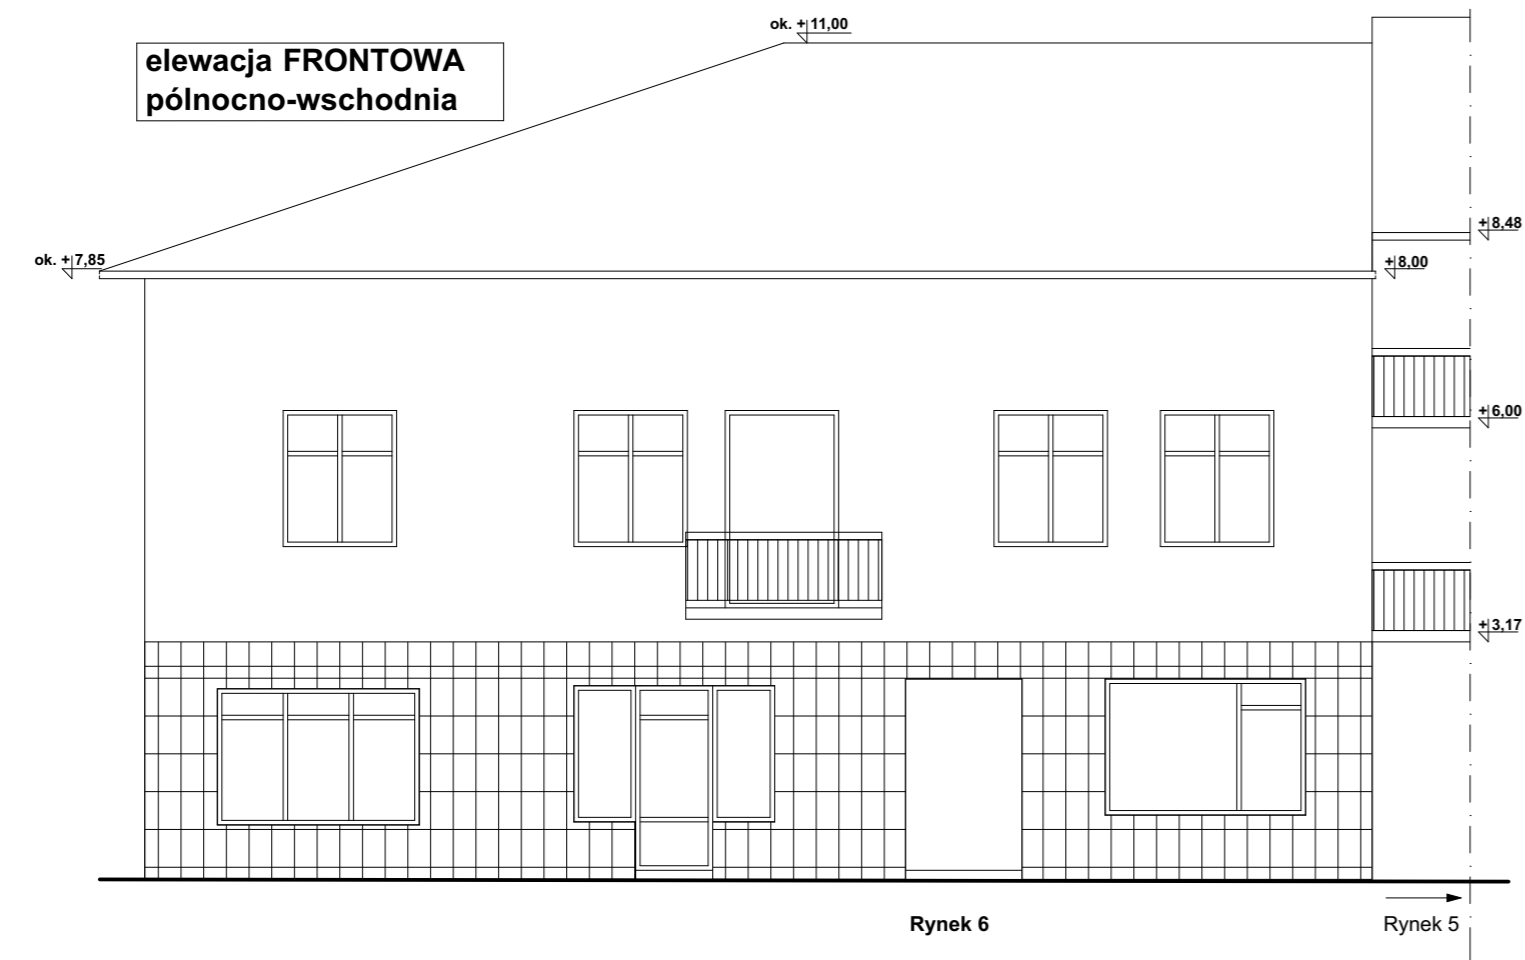 ok. +11,00
elewacja FRONTOWA
pólnocno-wschodnia
+8,48
ok. +7,85
+8,00
+6,00
+3,17
Rynek 6
Rynek 5